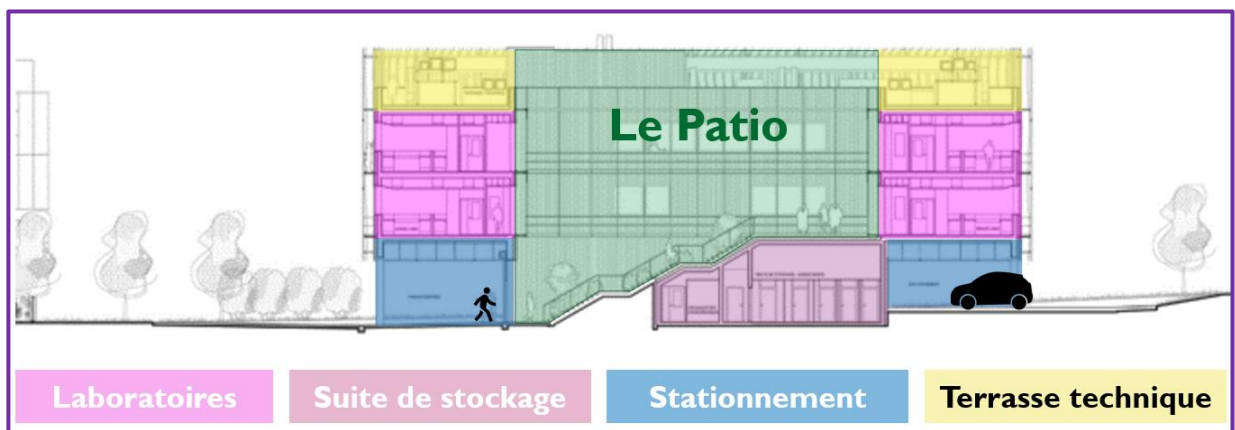 Le Patio
Laboratoires
Suite de stockage
Stationnement
Terrasse technique